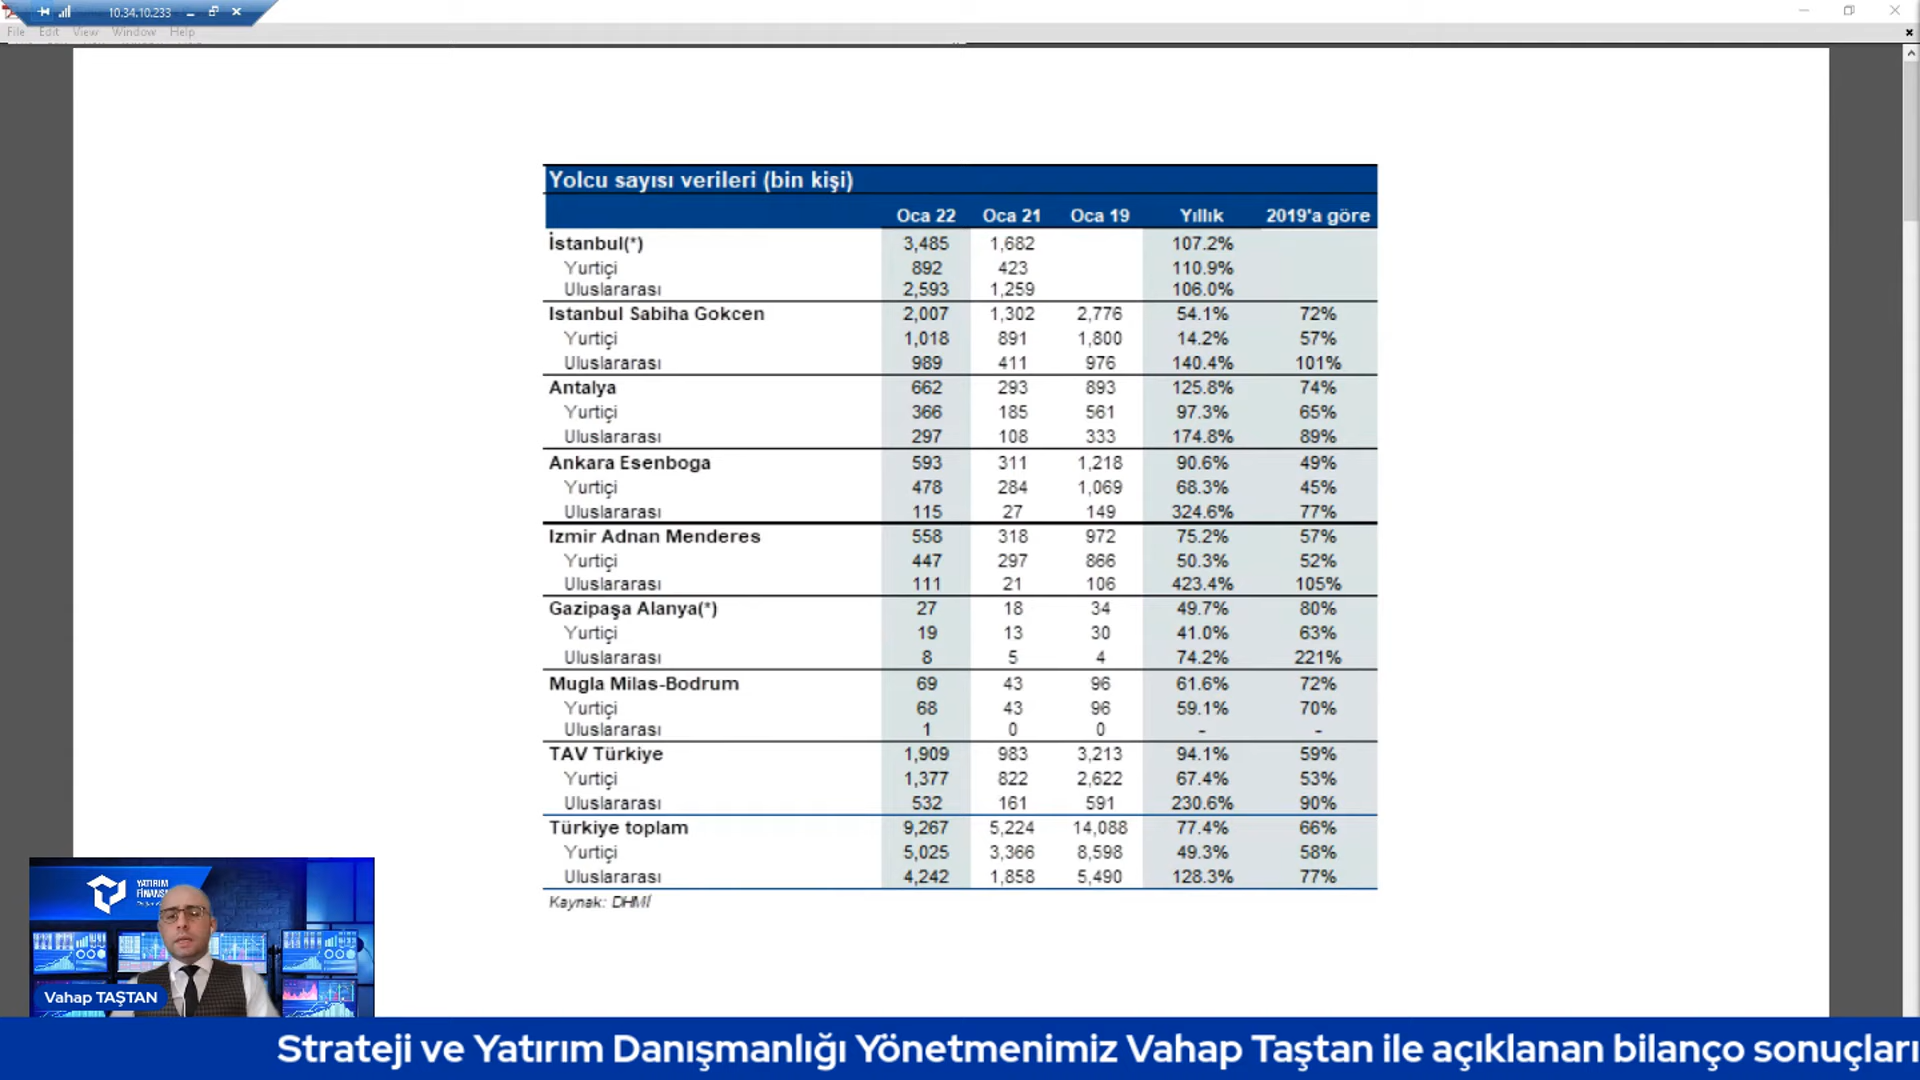 10.34.10.233
File Edit View Window Help
Yolcu sayısı verileri (bin kişi)
Oca 22 Oca 21 Oca 19 Yıllık 2019'a göre
İstanbul(*) 3,485 1,682 107.2%
Yurtiçi 892 423 110.9%
Uluslararası 2,593 1,259 106.0%
Istanbul Sabiha Gokcen 2,007 1,302 2,776 54.1% 72%
Yurtiçi 1,018 891 1,800 14.2% 57%
Uluslararası 989 411 976 140.4% 101%
Antalya 662 293 893 125.8% 74%
Yurtiçi 366 185 561 97.3% 65%
Uluslararası 297 108 333 174.8% 89%
Ankara Esenboga 593 311 1,218 90.6% 49%
Yurtiçi 478 284 1,069 68.3% 45%
Uluslararası 115 27 149 324.6% 77%
Izmir Adnan Menderes 558 318 972 75.2% 57%
Yurtiçi 447 297 866 50.3% 52%
Uluslararası 111 21 106 423.4% 105%
Gazipaşa Alanya(*) 27 18 34 49.7% 80%
Yurtiçi 19 13 30 41.0% 63%
Uluslararası 8 5 4 74.2% 221%
Mugla Milas-Bodrum 69 43 96 61.6% 72%
Yurtiçi 68 43 96 59.1% 70%
Uluslararası 1 0 0 - -
TAV Türkiye 1,909 983 3,213 94.1% 59%
Yurtiçi 1,377 822 2,622 67.4% 53%
Uluslararası 532 161 591 230.6% 90%
Türkiye toplam 9,267 5,224 14,088 77.4% 66%
Yurtiçi 5,025 3,366 8,598 49.3% 58%
Uluslararası 4,242 1,858 5,490 128.3% 77%
Kaynak: DHMİ
YATIRIM
Vahap TAŞTAN
Strateji ve Yatırım Danışmanlığı Yönetmenimiz Vahap Taştan ile açıklanan bilanço sonuçları